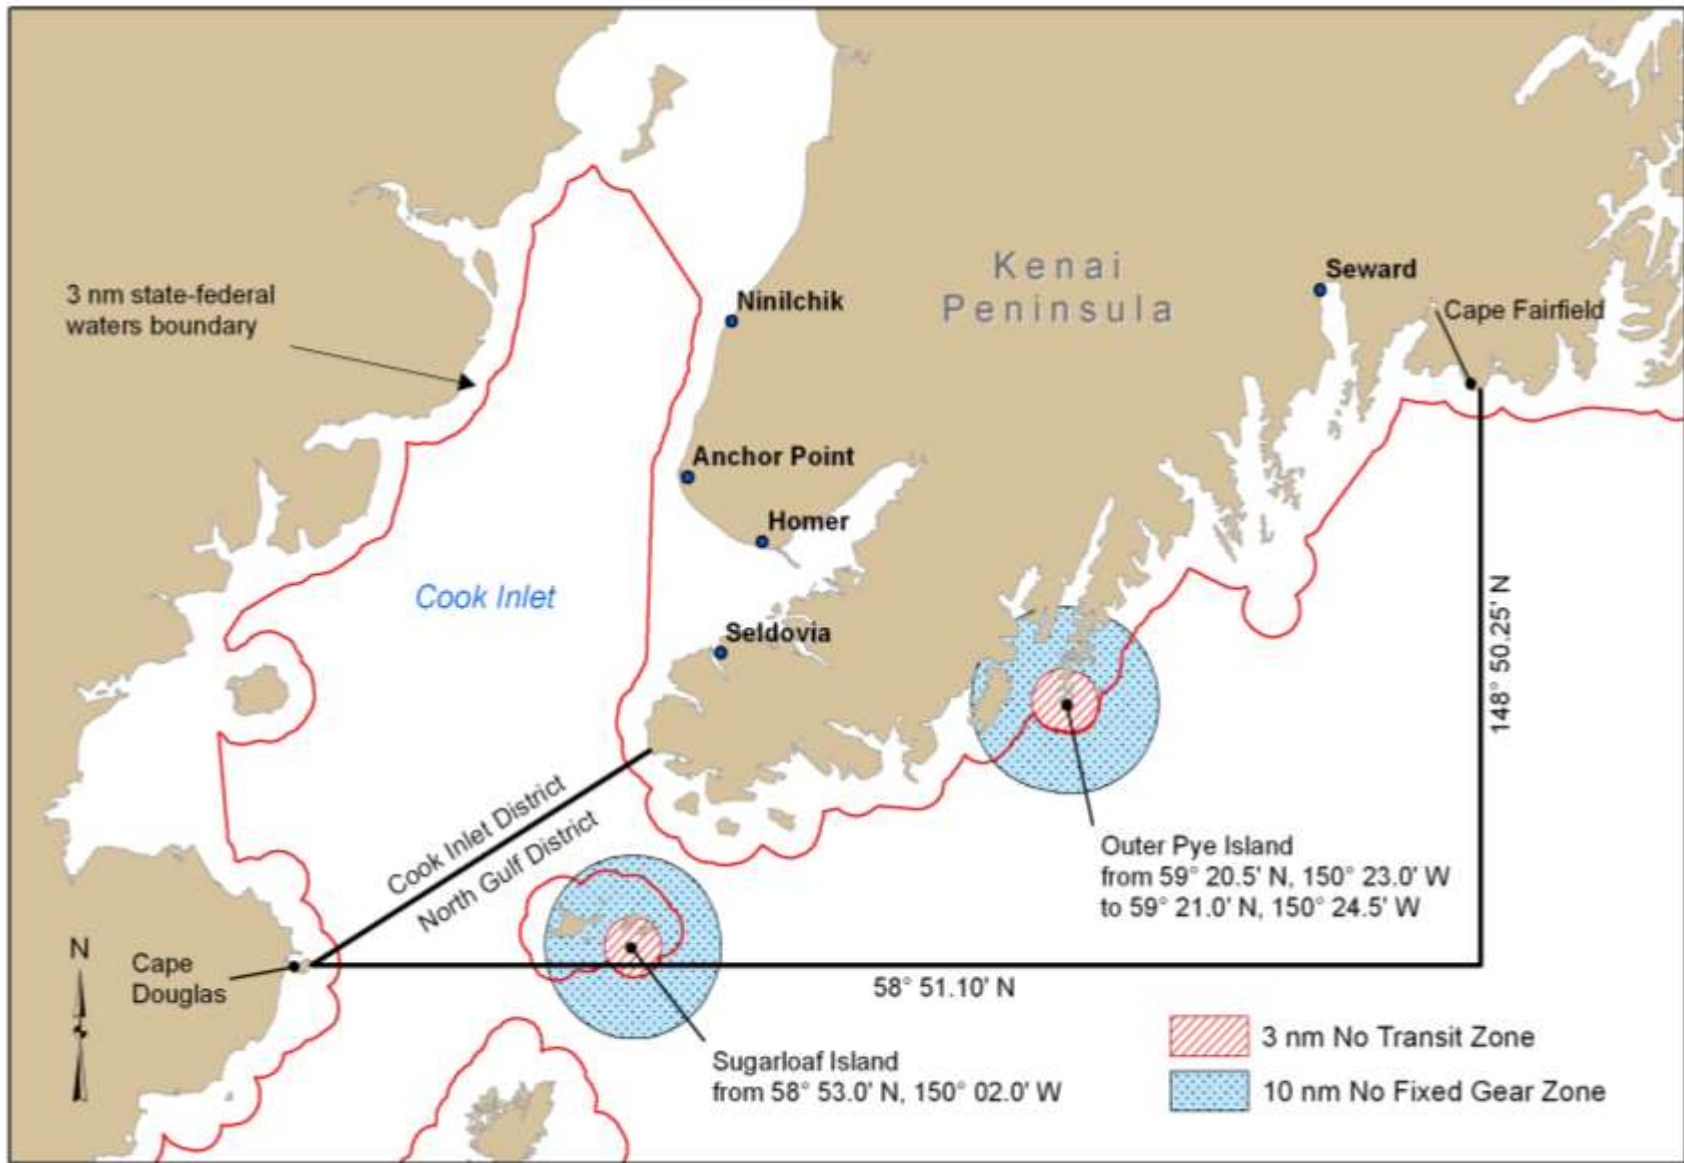 Kenai
Peninsula
Seward
Cape Fairfield
3 nm state-federal
waters boundary
Ninilchik
Anchor Point
Homer
Cook Inlet
Seldovia
148° 50.25' N
Cook Inlet District
North Gulf District
Outer Pye Island
from 59° 20.5' N, 150° 23.0' W
to 59° 21.0' N, 150° 24.5' W
N
Cape
Douglas
58° 51.10' N
Sugarloaf Island
from 58° 53.0' N, 150° 02.0' W
3 nm No Transit Zone
10 nm No Fixed Gear Zone